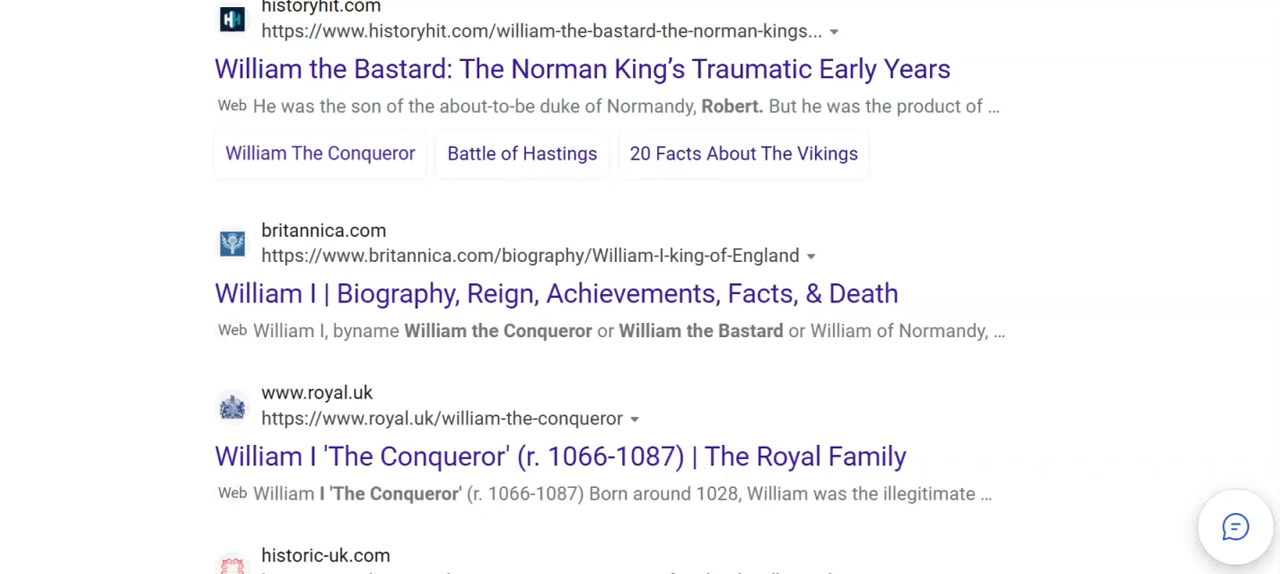 historyhit.com
https://www.historyhit.com/william-the-bastard-the-norman-kings...
William the Bastard: The Norman King’s Traumatic Early Years
Web He was the son of the about-to-be duke of Normandy, Robert. But he was the product of ...
William The Conqueror Battle of Hastings 20 Facts About The Vikings
britannica.com
https://www.britannica.com/biography/William-I-king-of-England
William I | Biography, Reign, Achievements, Facts, & Death
Web William I, byname William the Conqueror or William the Bastard or William of Normandy, ...
www.royal.uk
https://www.royal.uk/william-the-conqueror
William I 'The Conqueror' (r. 1066-1087) | The Royal Family
Web William I 'The Conqueror' (r. 1066-1087) Born around 1028, William was the illegitimate ...
historic-uk.com